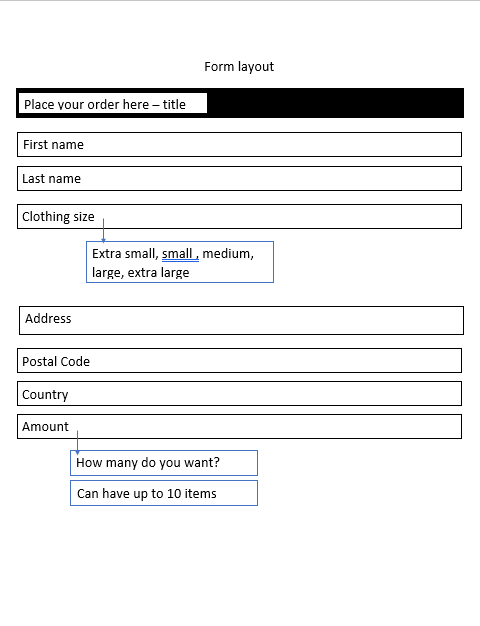 Form layout
Place your order here – title
First name
Last name
Clothing size
Extra small, small , medium,
large, extra large
Address
Postal Code
Country
Amount
How many do you want?
Can have up to 10 items